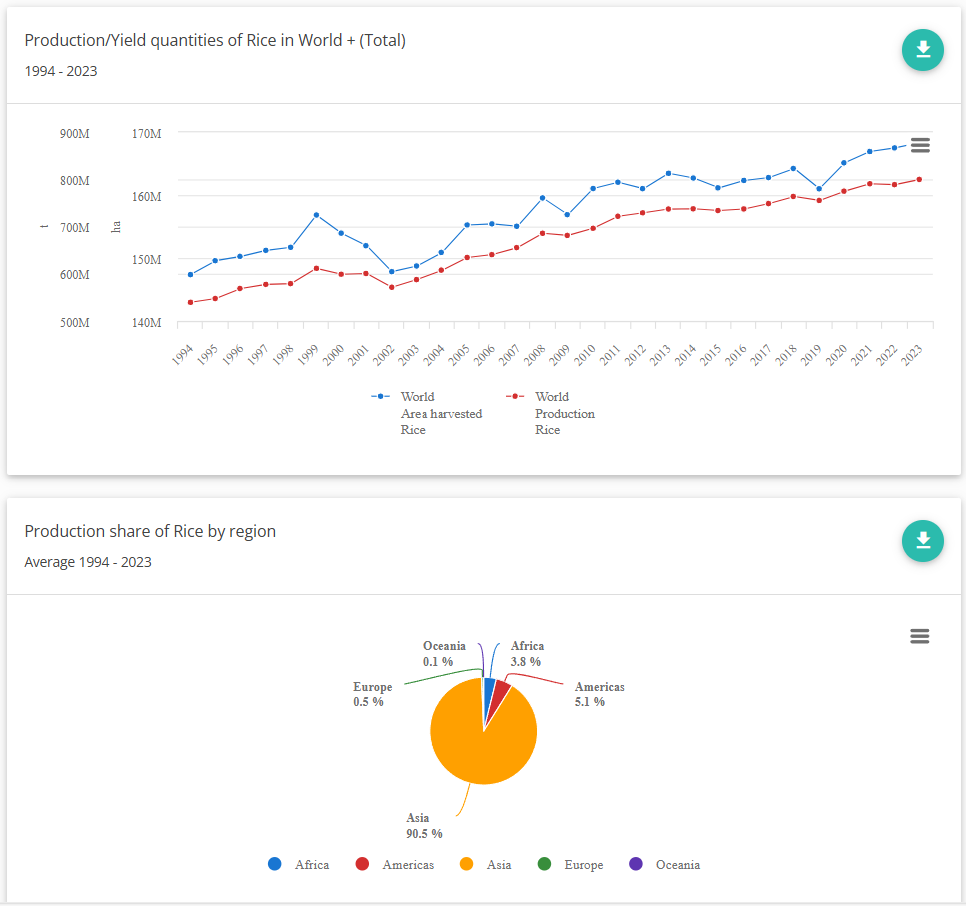 Production/Yield quantities of Rice in World + (Total)
1994 - 2023
900M
170M
800M
160M
t
700M
ha
150M
600M
500M
140M
1994
1995
1996
1997
1998
1999
2000
2001
2002
2003
2004
2005
2006
2007
2008
2009
2010
2011
2012
2013
2014
2015
2016
2017
2018
2019
2020
2021
2022
2023
World
Area harvested
Rice
World
Production
Rice
Production share of Rice by region
Average 1994 - 2023
Oceania
0.1 %
Africa
3.8 %
Europe
0.5 %
Americas
5.1 %
Asia
90.5 %
Africa
Americas
Asia
Europe
Oceania